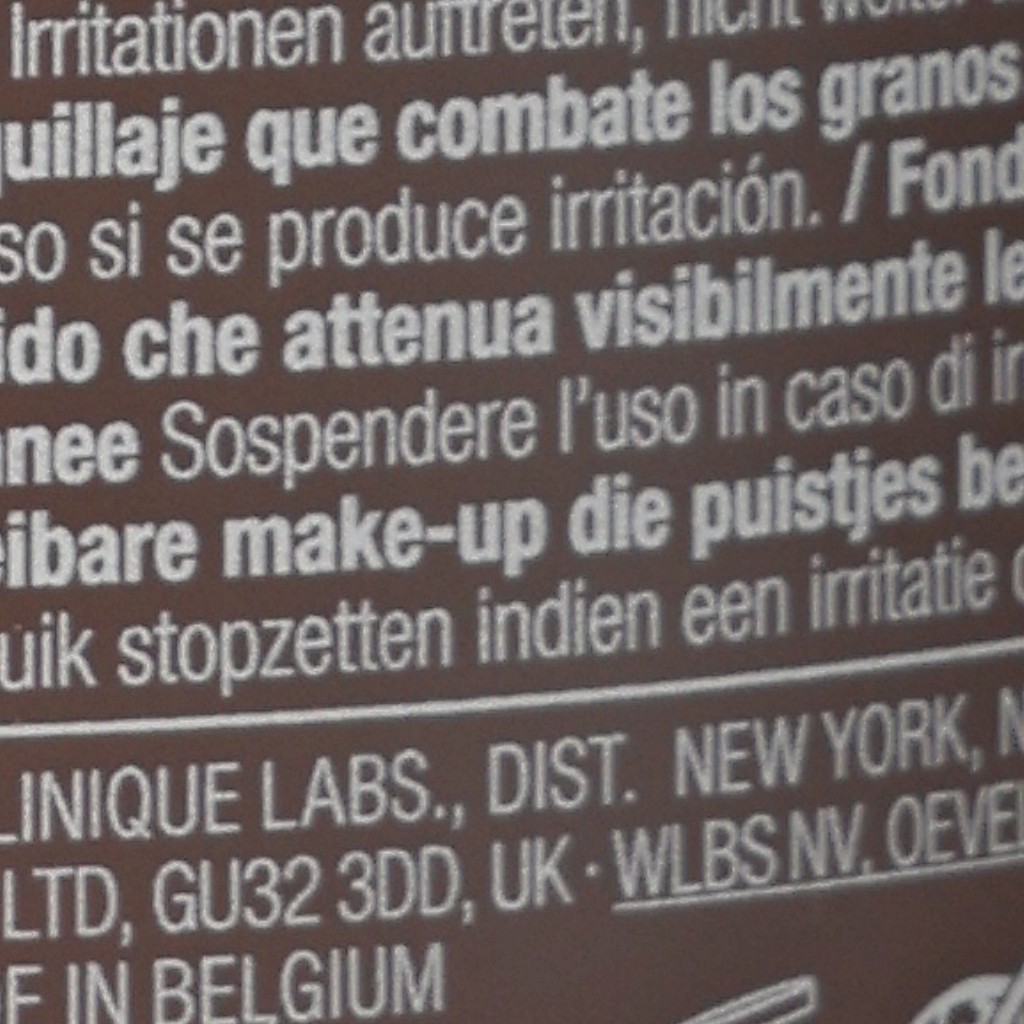 Irritationen auftreten, nicht
quillaje que combate los granos
so si se produce irritación. / Fond
ido che attenua visibilmente le
nee Sospendere l'uso in caso di ir
eibare make-up die puistjes be
uik stopzetten indien een irritatie
LINIQUE LABS., DIST. NEW YORK, N
LTD, GU32 3DD, UK · WLBS NV. OEVEL
IN BELGIUM